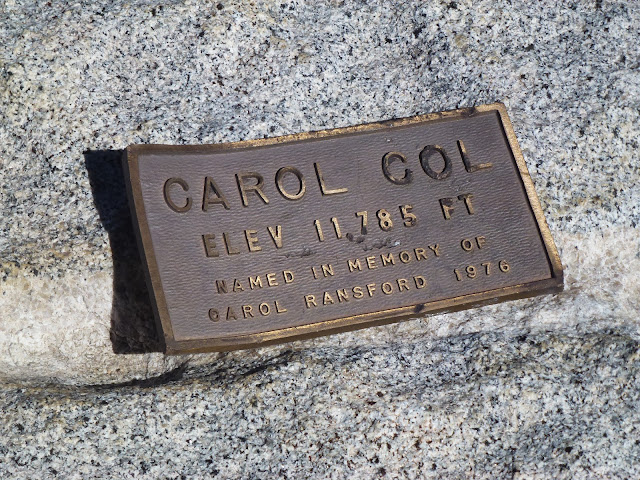 CAROL COL
ELEV 11,785 FT
NAMED IN MEMORY OF
CAROL RANSFORD 1976